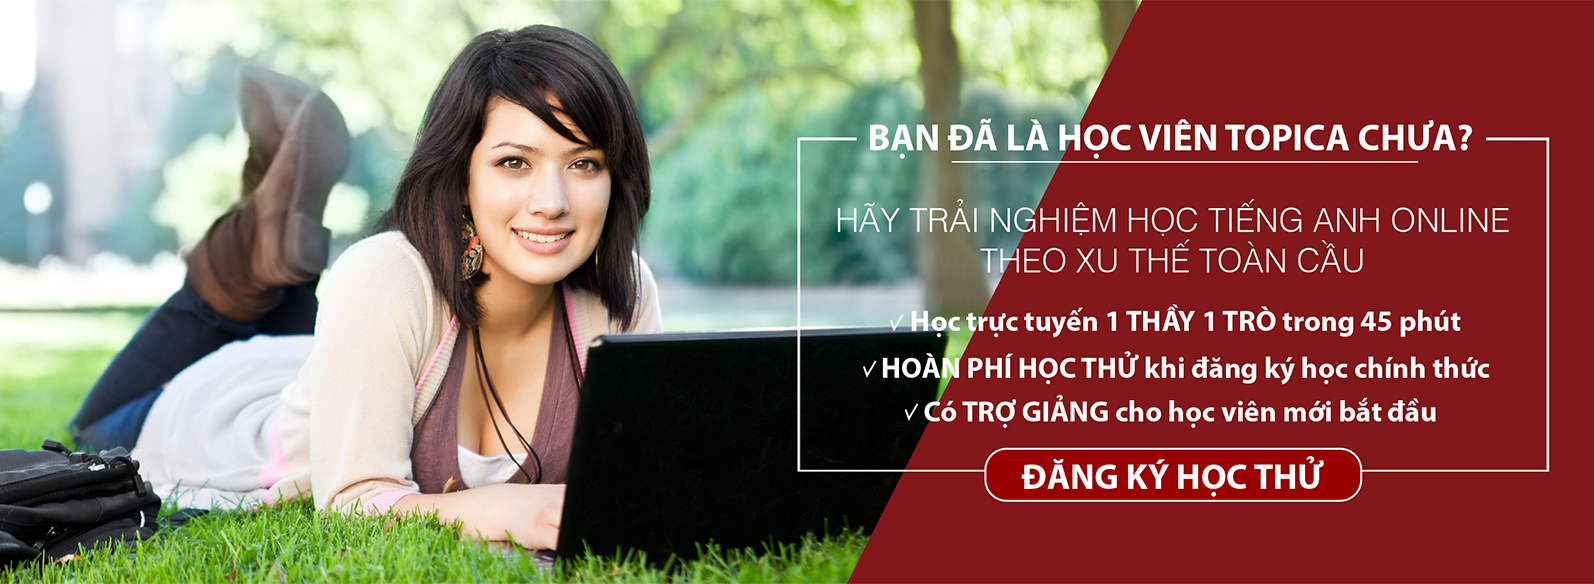 BẠN ĐÃ LÀ HỌC VIÊN TOPICA CHƯA?
HÃY TRẢI NGHIỆM HỌC TIẾNG ANH ONLINE
THEO XU THẾ TOÀN CẦU
√ Học trực tuyến 1 THẦY 1 TRÒ trong 45 phút
√ HOÀN PHÍ HỌC THỬ khi đăng ký học chính thức
√ Có TRỢ GIẢNG cho học viên mới bắt đầu
ĐĂNG KÝ HỌC THỬ